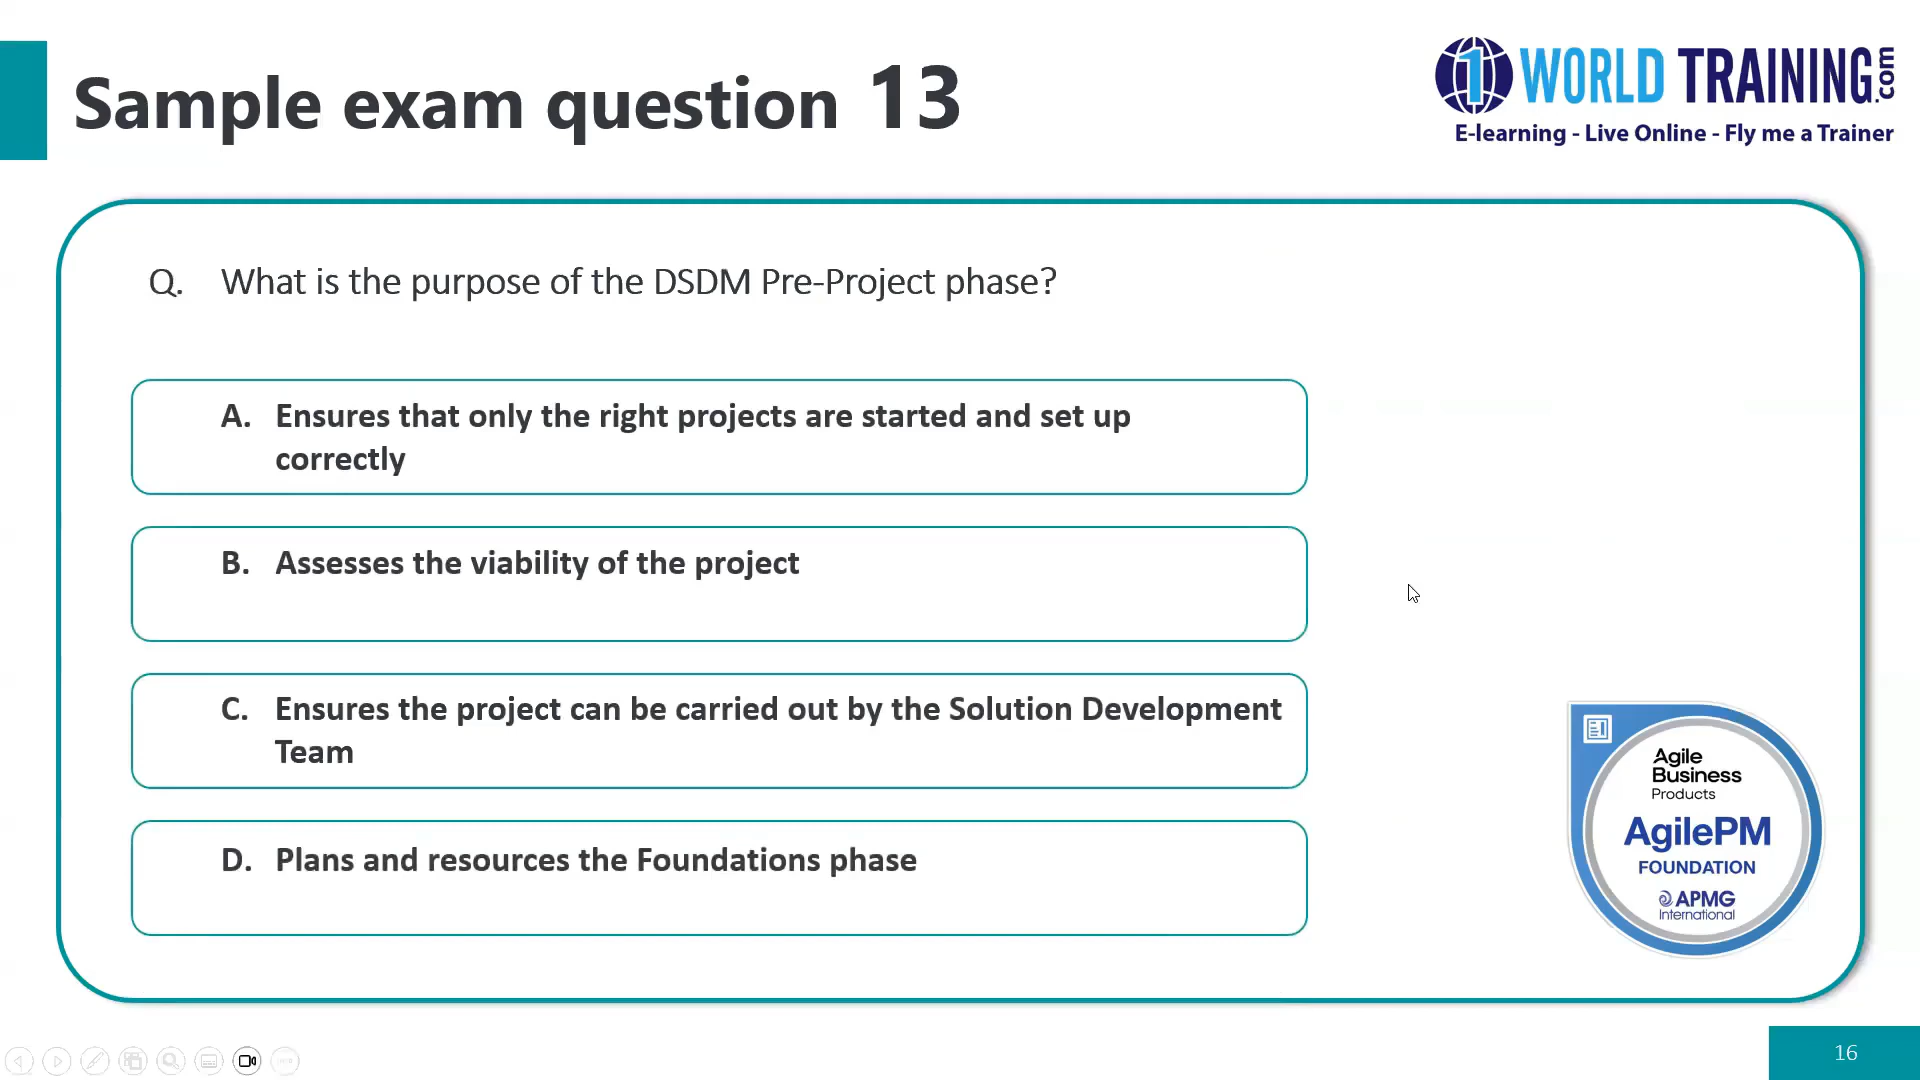 Sample exam question 13
1 WORLD TRAINING.com
E-learning - Live Online - Fly me a Trainer
Q. What is the purpose of the DSDM Pre-Project phase?
A. Ensures that only the right projects are started and set up
correctly
B. Assesses the viability of the project
C. Ensures the project can be carried out by the Solution Development
Team
D. Plans and resources the Foundations phase
Agile
Business
Products
AgilePM
FOUNDATION
APMG
International
16